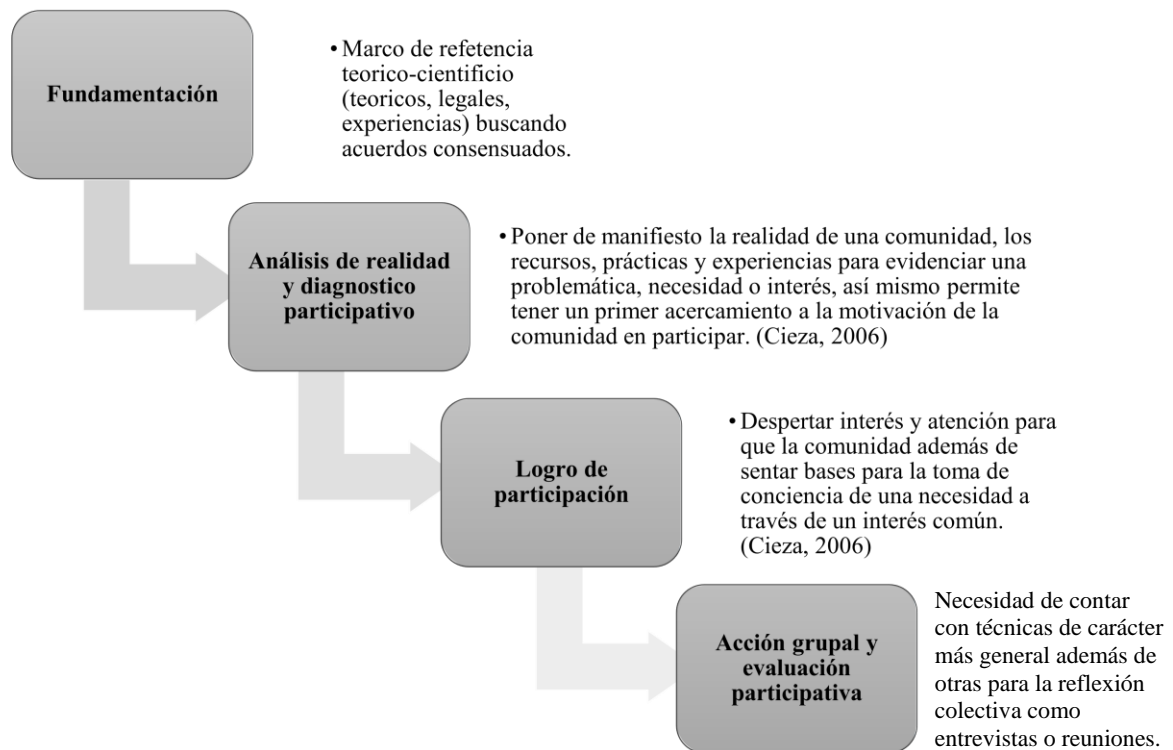 Fundamentación
• Marco de refetencia
teorico-cientificio
(teoricos, legales,
experiencias) buscando
acuerdos consensuados.
Análisis de realidad
y diagnostico
participativo
• Poner de manifiesto la realidad de una comunidad, los
recursos, prácticas y experiencias para evidenciar una
problemática, necesidad o interés, así mismo permite
tener un primer acercamiento a la motivación de la
comunidad en participar. (Cieza, 2006)
Logro de
participación
• Despertar interés y atención para
que la comunidad además de
sentar bases para la toma de
conciencia de una necesidad a
través de un interés común.
(Cieza, 2006)
Acción grupal y
evaluación
participativa
Necesidad de contar
con técnicas de carácter
más general además de
otras para la reflexión
colectiva como
entrevistas o reuniones.